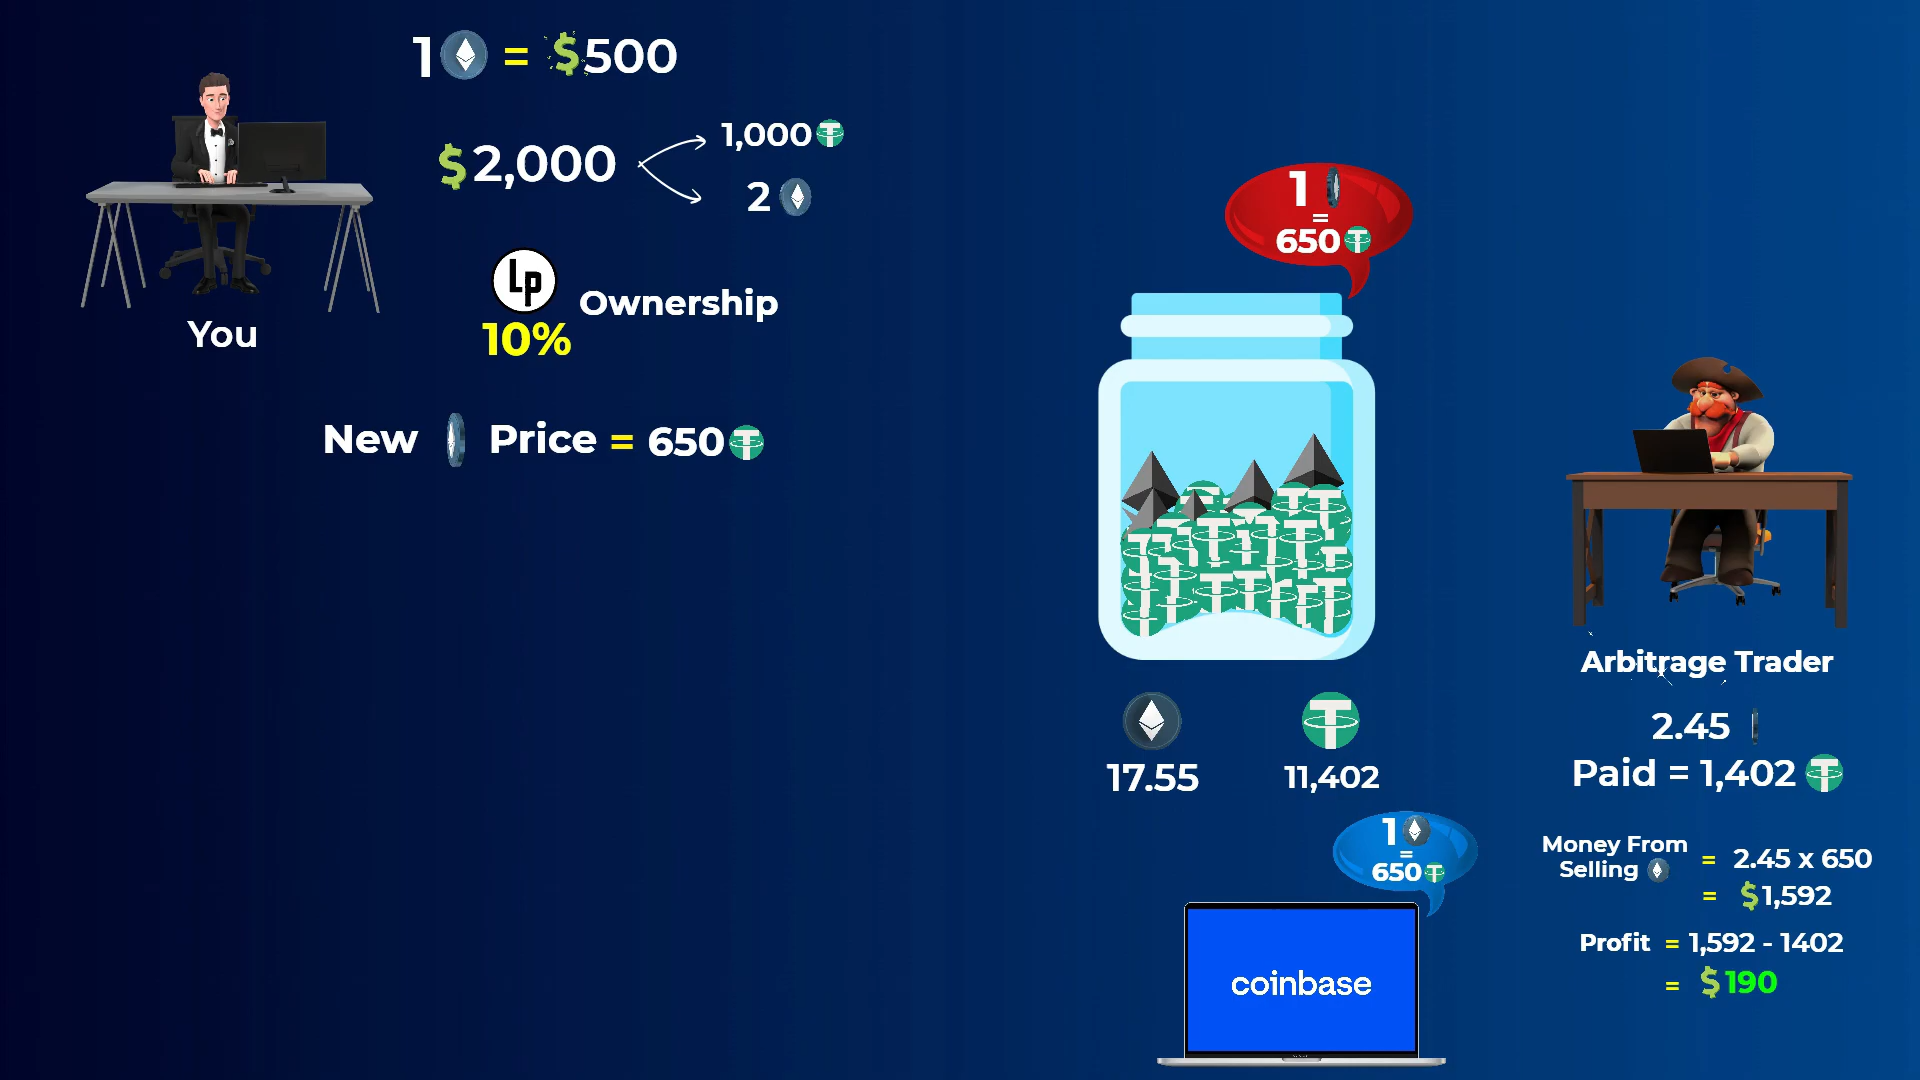 1 = $500
$2,000
1,000
2
Lp
10%
Ownership
You
New Price = 650
1
=
650
17.55
11,402
1
=
650
coinbase
Arbitrage Trader
2.45
Paid = 1,402
Money From
Selling
= 2.45 x 650
= $1,592
Profit = 1,592 - 1402
= $190